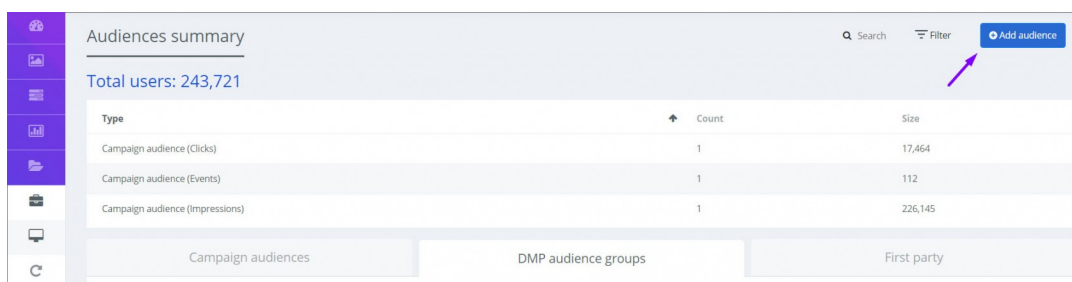 Audiences summary
Search Filter Add audience
Total users: 243,721
Type Count Size
Campaign audience (Clicks) 1 17,464
Campaign audience (Events) 1 112
Campaign audience (Impressions) 1 226,145
Campaign audiences DMP audience groups First party